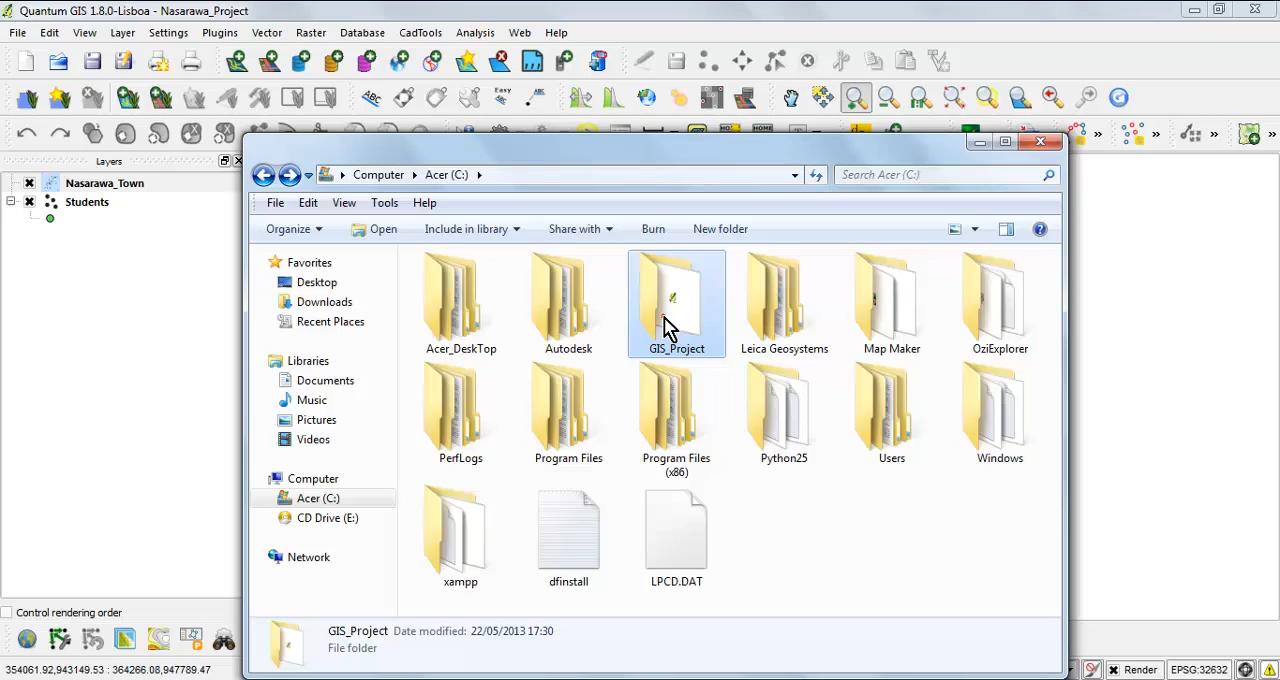 Quantum GIS 1.8.0-Lisboa - Nasarawa_Project
File Edit View Layer Settings Plugins Vector Raster Database CadTools Analysis Web Help
Layers
Nasarawa_Town
Students
Computer Acer (C:)
Search Acer (C:)
File Edit View Tools Help
Organize Open Include in library Share with Burn New folder
Favorites
Desktop
Downloads
Recent Places
Libraries
Documents
Music
Pictures
Videos
Computer
Acer (C:)
CD Drive (E:)
Network
Acer_DeskTop Autodesk GIS_Project Leica Geosystems Map Maker OziExplorer
PerfLogs Program Files Program Files Python25 Users Windows
(x86)
xampp dfinstall LPCD.DAT
GIS_Project Date modified: 22/05/2013 17:30
File folder
Control rendering order
354061.92,943149.53 : 364266.08,947789.47
Render EPSG:32632